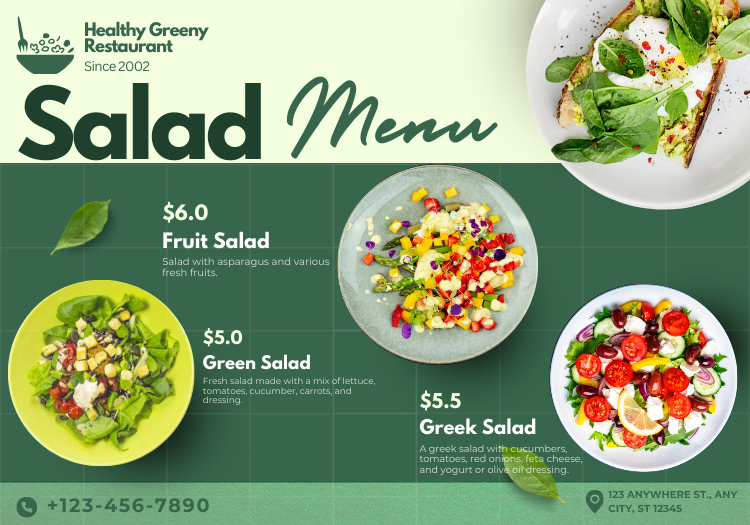 Healthy Greeny
Restaurant
Since 2002
Salad Menu
$6.0
Fruit Salad
Salad with asparagus and various
fresh fruits.
$5.0
Green Salad
Fresh salad made with a mix of lettuce,
tomatoes, cucumber, carrots, and
dressing.
$5.5
Greek Salad
A greek salad with cucumbers,
tomatoes, red onions, feta cheese,
and yogurt or olive oil dressing.
+123-456-7890
123 ANYWHERE ST., ANY
CITY, ST 12345